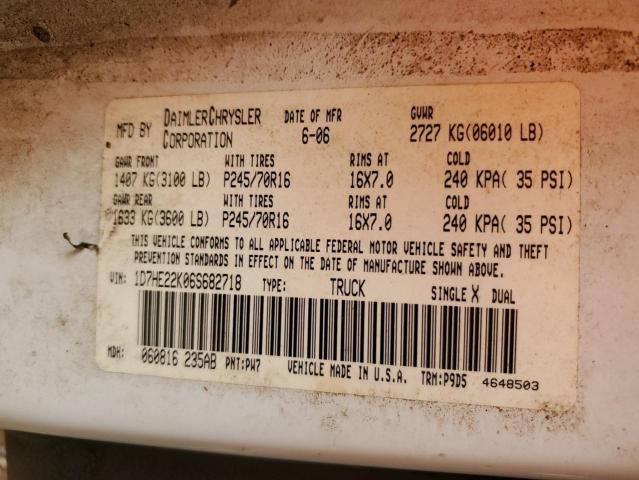 MFD BY DAIMLERCHRYSLER CORPORATION DATE OF MFR 6-06 GVWR 2727 KG(06010 LB)
GAWR FRONT WITH TIRES RIMS AT COLD
1407 KG(3100 LB) P245/70R16 16X7.0 240 KPA( 35 PSI)
GAWR REAR WITH TIRES RIMS AT COLD
1633 KG(3600 LB) P245/70R16 16X7.0 240 KPA( 35 PSI)
THIS VEHICLE CONFORMS TO ALL APPLICABLE FEDERAL MOTOR VEHICLE SAFETY AND THEFT
PREVENTION STANDARDS IN EFFECT ON THE DATE OF MANUFACTURE SHOWN ABOVE.
VIN: 1D7HE22K06S682718 TYPE: TRUCK SINGLE X DUAL
MDH: 060816 235AB PNT:PW7 VEHICLE MADE IN U.S.A. TRM:P9D5 4648503